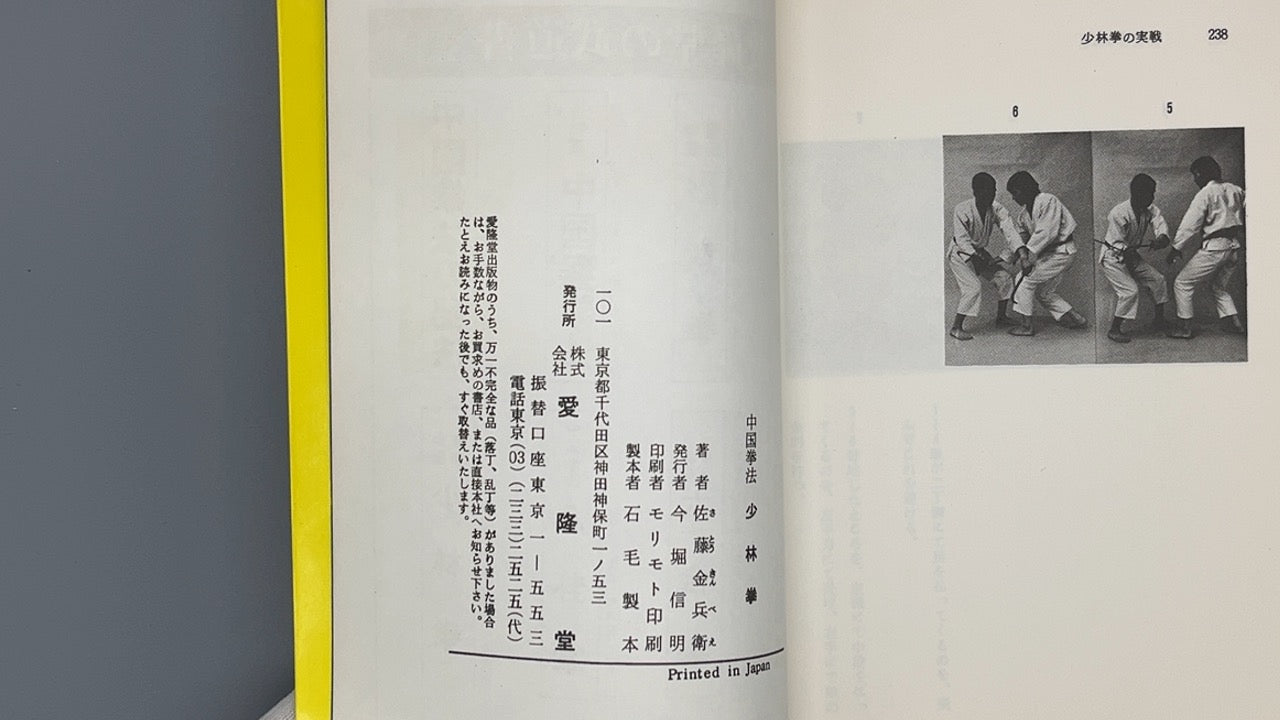 少林拳の実戦 238
5
6
中国拳法 少林拳
著者 佐藤金兵衛
さとうきんべえ
発行者 今堀信明
印刷者 モリモト印刷
製本者 石毛製本
一〇一 東京都千代田区神田神保町一ノ五三
発行所 株式会社 愛隆堂
振替口座東京一―五五三
電話東京(03)(二三三)二五二五(代)
愛隆堂出版物のうち、万一不完全な品(落丁、乱丁等)がありました場合
は、お手数ながら、お買求めの書店、または直接本社へお知らせ下さい。
たとえお読みになった後でも、すぐ取替えいたします。
Printed in Japan